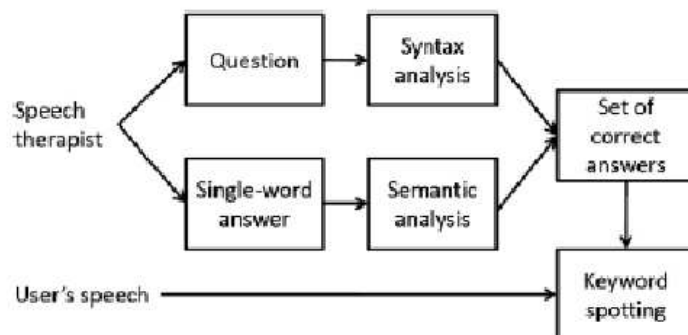 Question
Syntax
analysis
Speech
therapist
Set of
correct
answers
Single-word
answer
Semantic
analysis
User's speech
Keyword
spotting